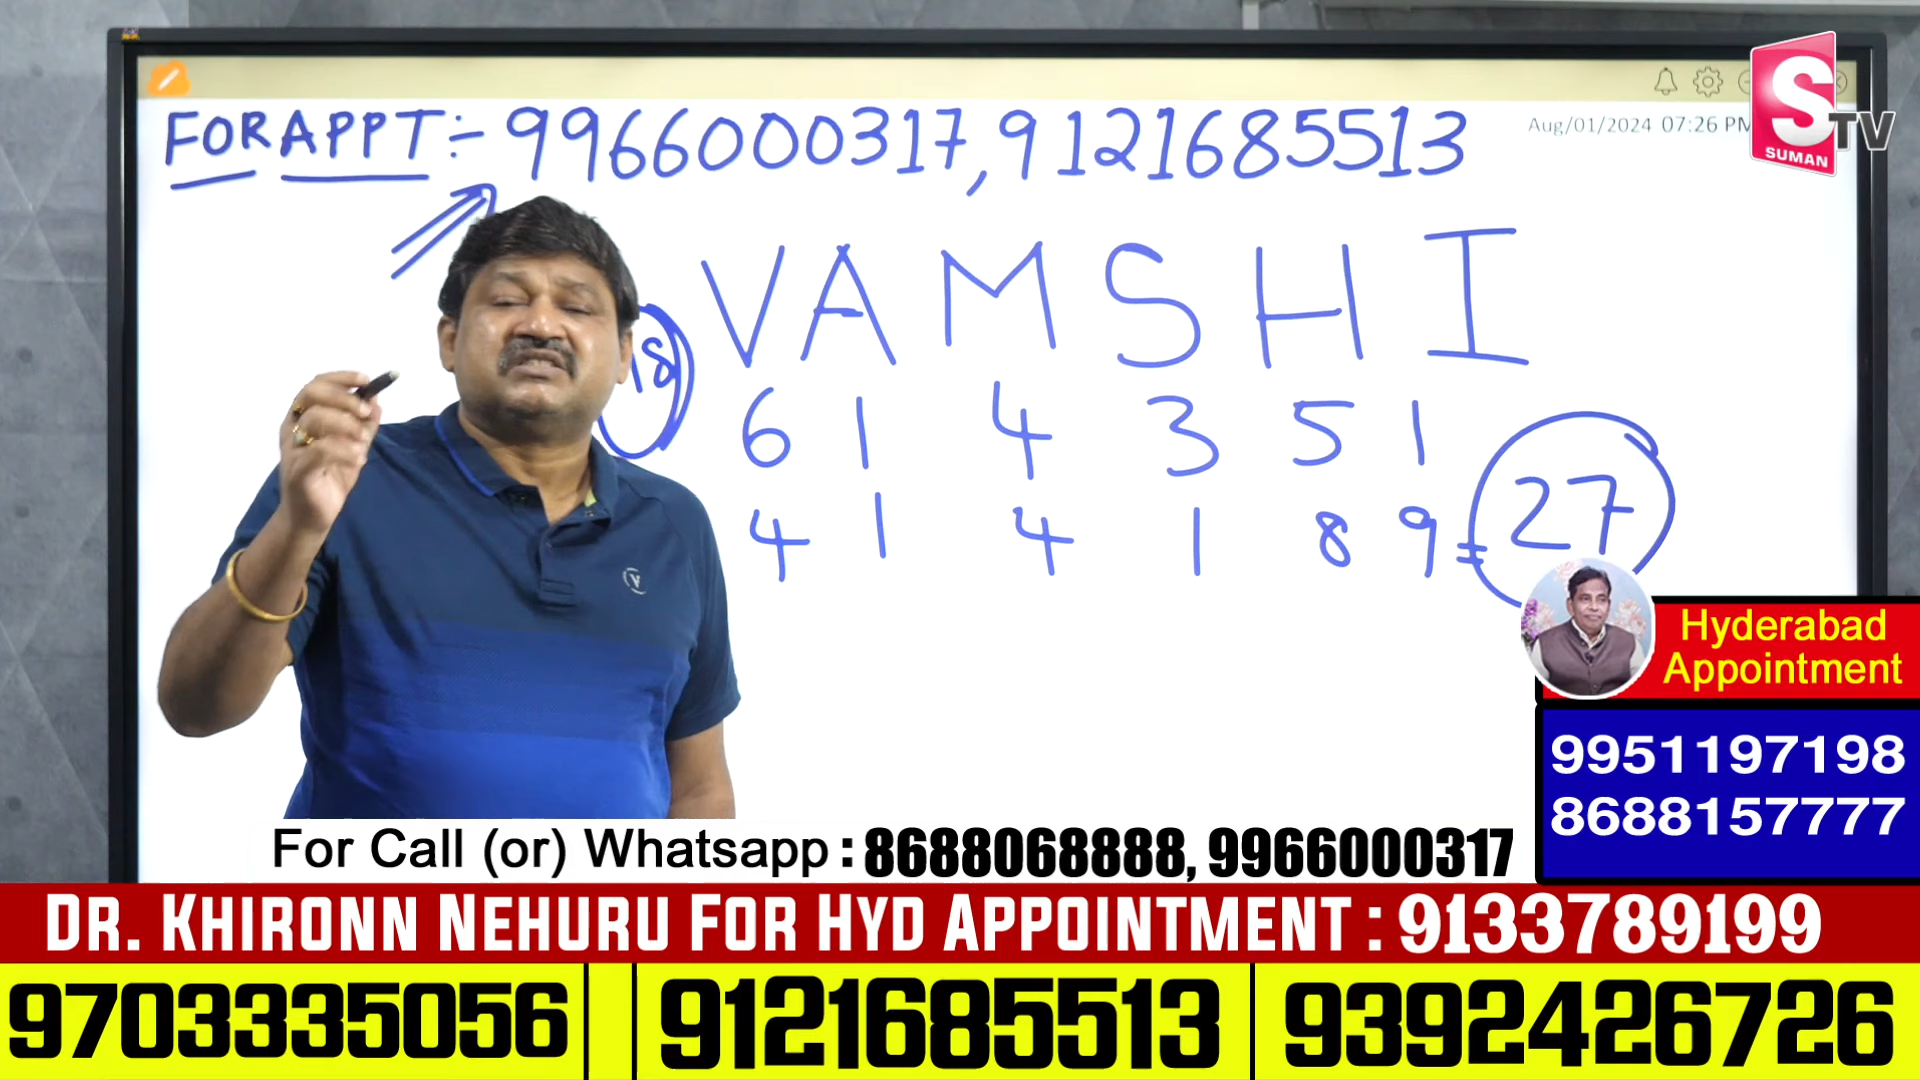 FOR APPT:- 9966000317, 9121685513
Aug/01/2024 07:26 PM
S TV
SUMAN
VAMSHI
18
6 1 4 3 5 1
4 1 4 1 8 9 = 27
Hyderabad
Appointment
9951197198
8688157777
For Call (or) Whatsapp : 8688068888, 9966000317
DR. KHIRONN NEHURU FOR HYD APPOINTMENT : 9133789199
9703335056
9121685513
9392426726